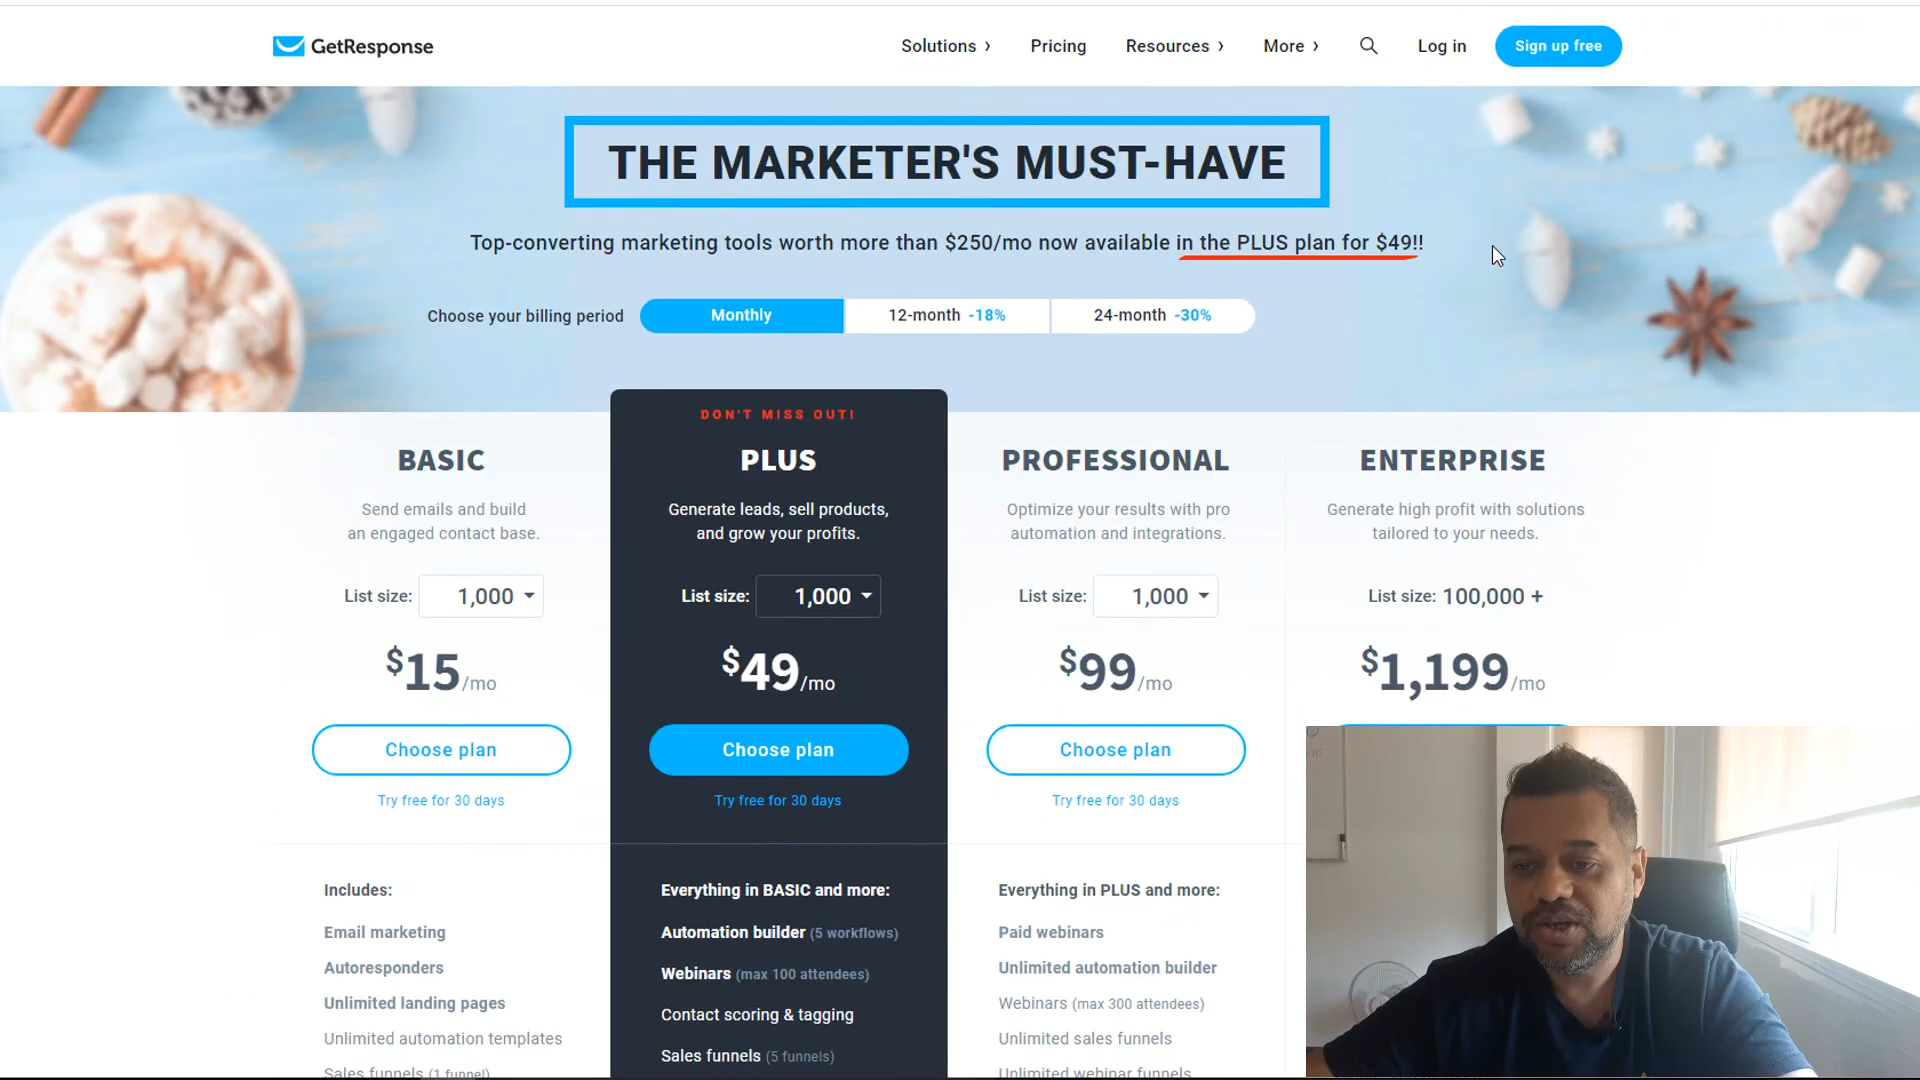 GetResponse
Solutions ›
Pricing
Resources ›
More ›
Log in
Sign up free
THE MARKETER'S MUST-HAVE
Top-converting marketing tools worth more than $250/mo now available in the PLUS plan for $49!!
Choose your billing period
Monthly
12-month -18%
24-month -30%
BASIC
Send emails and build
an engaged contact base.
List size: 1,000
$15/mo
Choose plan
Try free for 30 days
Includes:
Email marketing
Autoresponders
Unlimited landing pages
Unlimited automation templates
Sales funnels (1 funnel)
DON'T MISS OUT!
PLUS
Generate leads, sell products,
and grow your profits.
List size: 1,000
$49/mo
Choose plan
Try free for 30 days
Everything in BASIC and more:
Automation builder (5 workflows)
Webinars (max 100 attendees)
Contact scoring & tagging
Sales funnels (5 funnels)
PROFESSIONAL
Optimize your results with pro
automation and integrations.
List size: 1,000
$99/mo
Choose plan
Try free for 30 days
Everything in PLUS and more:
Paid webinars
Unlimited automation builder
Webinars (max 300 attendees)
Unlimited sales funnels
Unlimited webinar funnels
ENTERPRISE
Generate high profit with solutions
tailored to your needs.
List size: 100,000 +
$1,199/mo